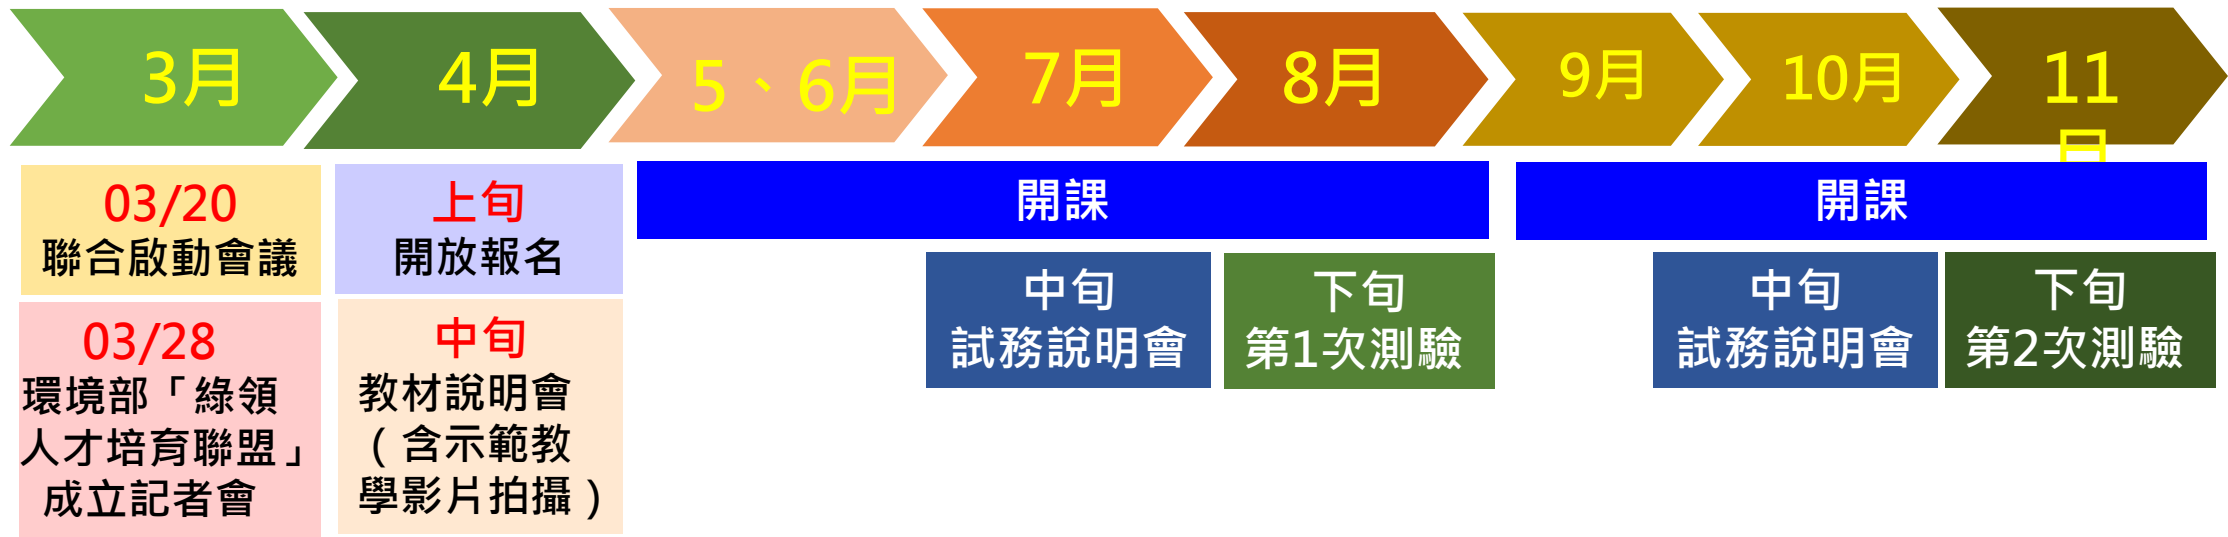 3月
4月
5、6月
7月
8月
9月
10月
11
月
03/20
聯合啟動會議
03/28
環境部「綠領
人才培育聯盟」
成立記者會
上旬
開放報名
中旬
教材說明會
（含示範教
學影片拍攝）
開課
中旬
試務說明會
下旬
第1次測驗
開課
中旬
試務說明會
下旬
第2次測驗